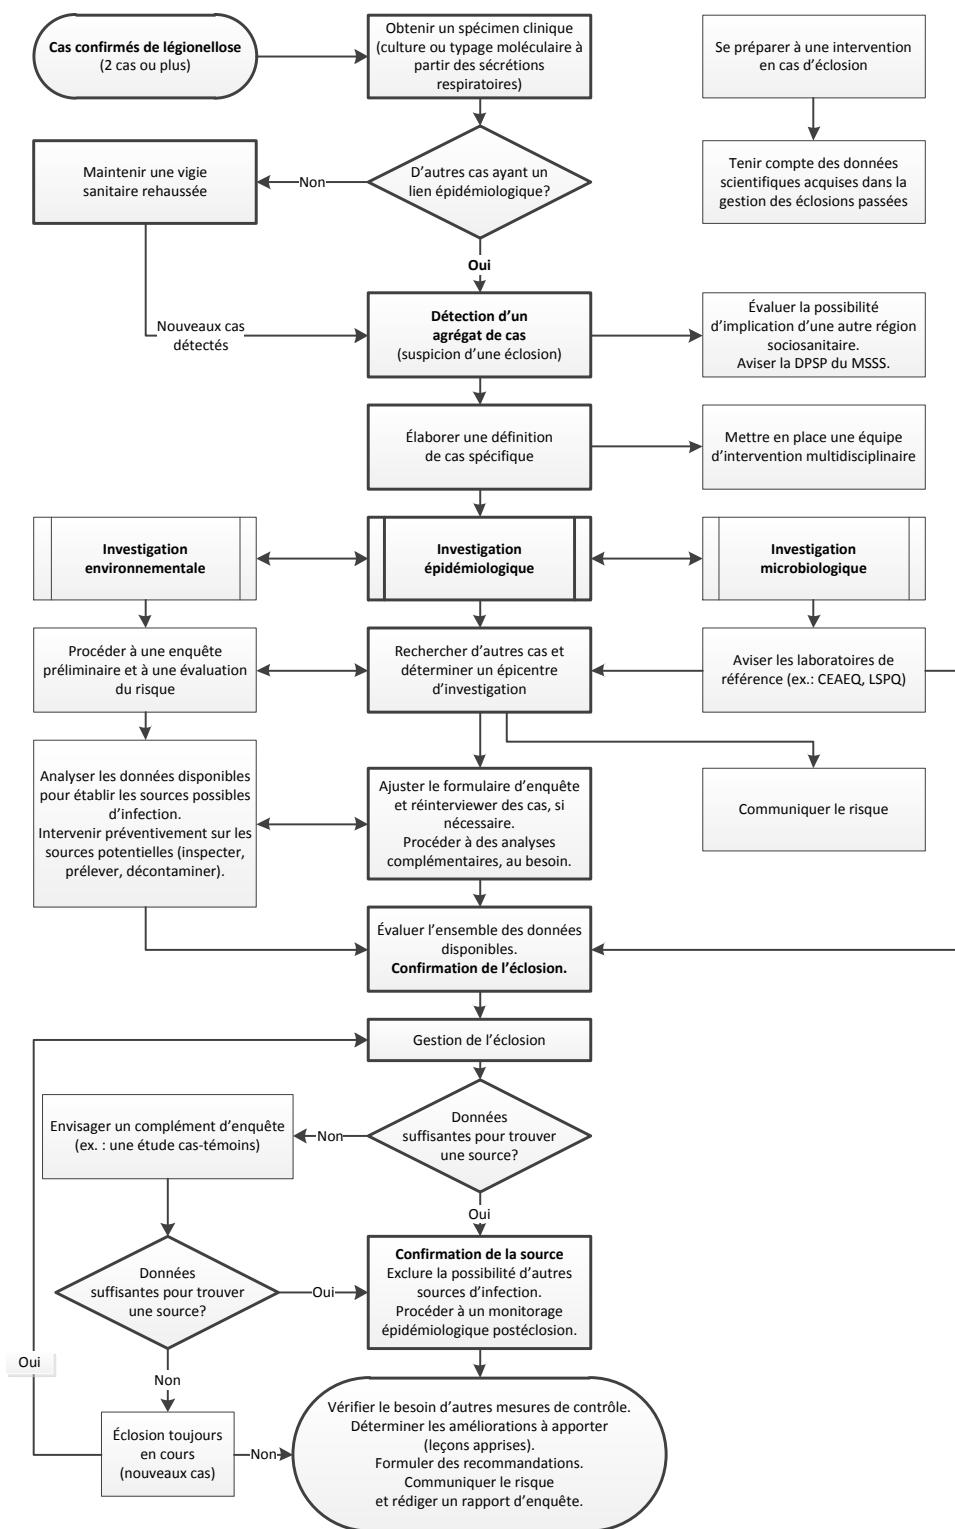 Cas confirmés de légionellose
(2 cas ou plus)
Obtenir un spécimen clinique
(culture ou typage moléculaire à
partir des sécrétions
respiratoires)
Se préparer à une intervention
en cas d'éclosion
Maintenir une vigie
sanitaire rehaussée
Non
D'autres cas ayant un
lien épidémiologique?
Tenir compte des données
scientifiques acquises dans la
gestion des éclosions passées
Oui
Nouveaux cas
détectés
Détection d'un
agrégat de cas
(suspicion d'une éclosion)
Évaluer la possibilité
d'implication d'une autre région
sociosanitaire.
Aviser la DPSP du MSSS.
Élaborer une définition
de cas spécifique
Mettre en place une équipe
d'intervention multidisciplinaire
Investigation
environnementale
Investigation
épidémiologique
Investigation
microbiologique
Procéder à une enquête
préliminaire et à une évaluation
du risque
Rechercher d'autres cas et
déterminer un épicentre
d'investigation
Aviser les laboratoires de
référence (ex.: CEAEQ, LSPQ)
Analyser les données disponibles
pour établir les sources possibles
d'infection.
Intervenir préventivement sur les
sources potentielles (inspecter,
prélever, décontaminer).
Ajuster le formulaire d'enquête
et réinterviewer des cas, si
nécessaire.
Procéder à des analyses
complémentaires, au besoin.
Communiquer le risque
Évaluer l'ensemble des données
disponibles.
Confirmation de l'éclosion.
Gestion de l'éclosion
Envisager un complément d'enquête
(ex. : une étude cas-témoins)
Non
Données
suffisantes pour trouver
une source?
Oui
Données
suffisantes pour trouver
une source?
Oui
Confirmation de la source
Exclure la possibilité d'autres
sources d'infection.
Procéder à un monitorage
épidémiologique postéclosion.
Oui
Non
Éclosion toujours
en cours
(nouveaux cas)
Non
Vérifier le besoin d'autres mesures de contrôle.
Déterminer les améliorations à apporter
(leçons apprises).
Formuler des recommandations.
Communiquer le risque
et rédiger un rapport d'enquête.